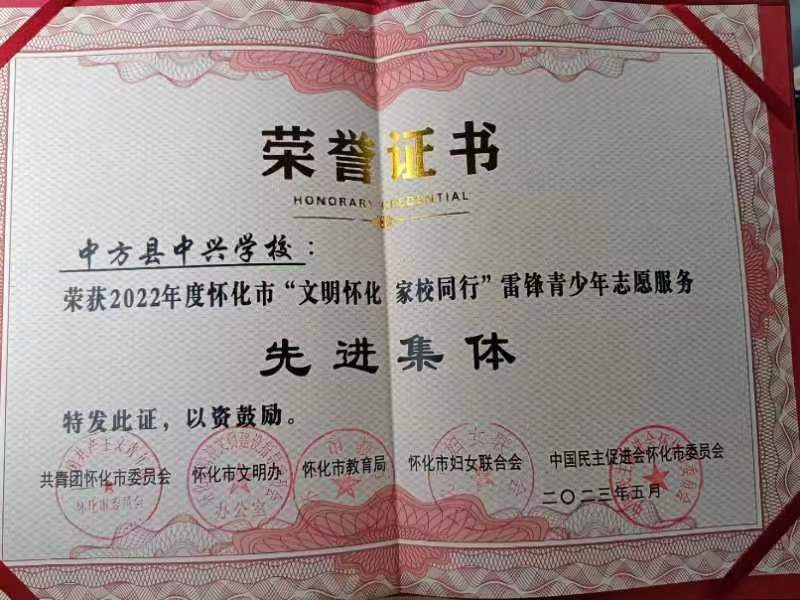 荣誉证书
HONORARY CREDENTIAL
中方县中兴学校：
荣获2022年度怀化市“文明怀化 家校同行”雷锋青少年志愿服务
先进集体
特发此证，以资鼓励。
共青团怀化市委员会 怀化市文明办 怀化市教育局 怀化市妇女联合会 中国民主促进会怀化市委员会
二〇二三年五月